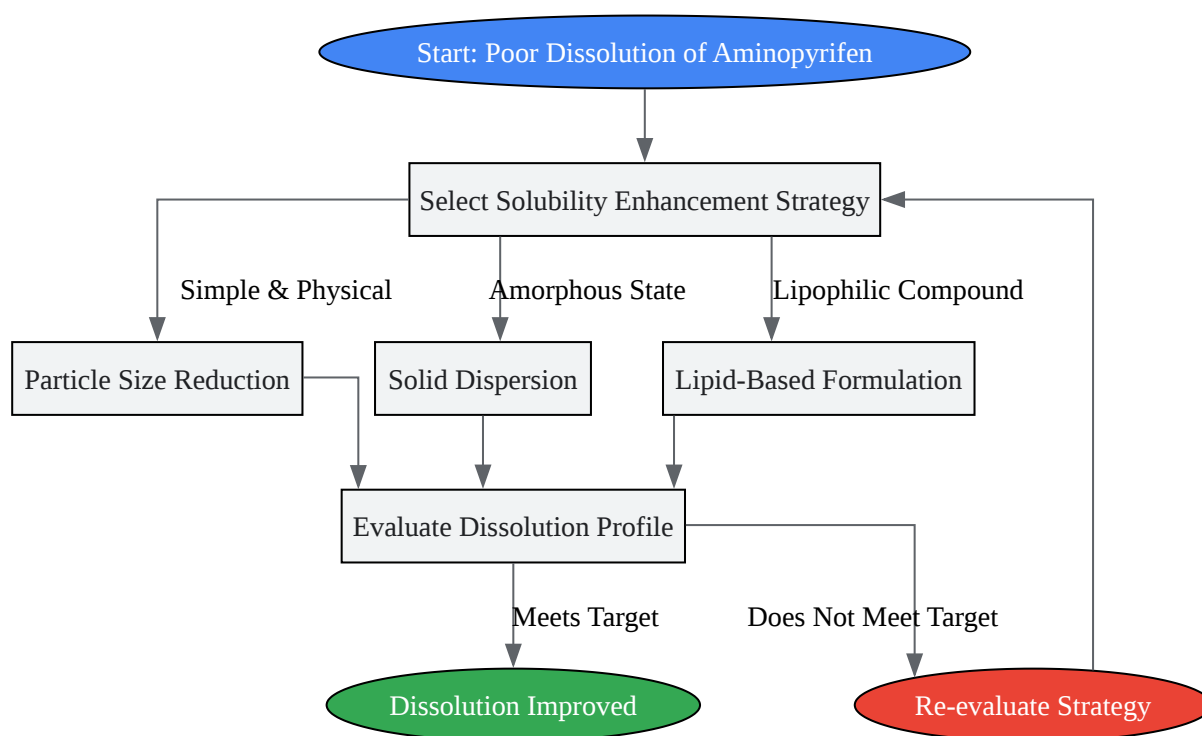 Start: Poor Dissolution of Aminopyrifen
Select Solubility Enhancement Strategy
Simple & Physical
Amorphous State
Lipophilic Compound
Particle Size Reduction
Solid Dispersion
Lipid-Based Formulation
Evaluate Dissolution Profile
Meets Target
Does Not Meet Target
Dissolution Improved
Re-evaluate Strategy